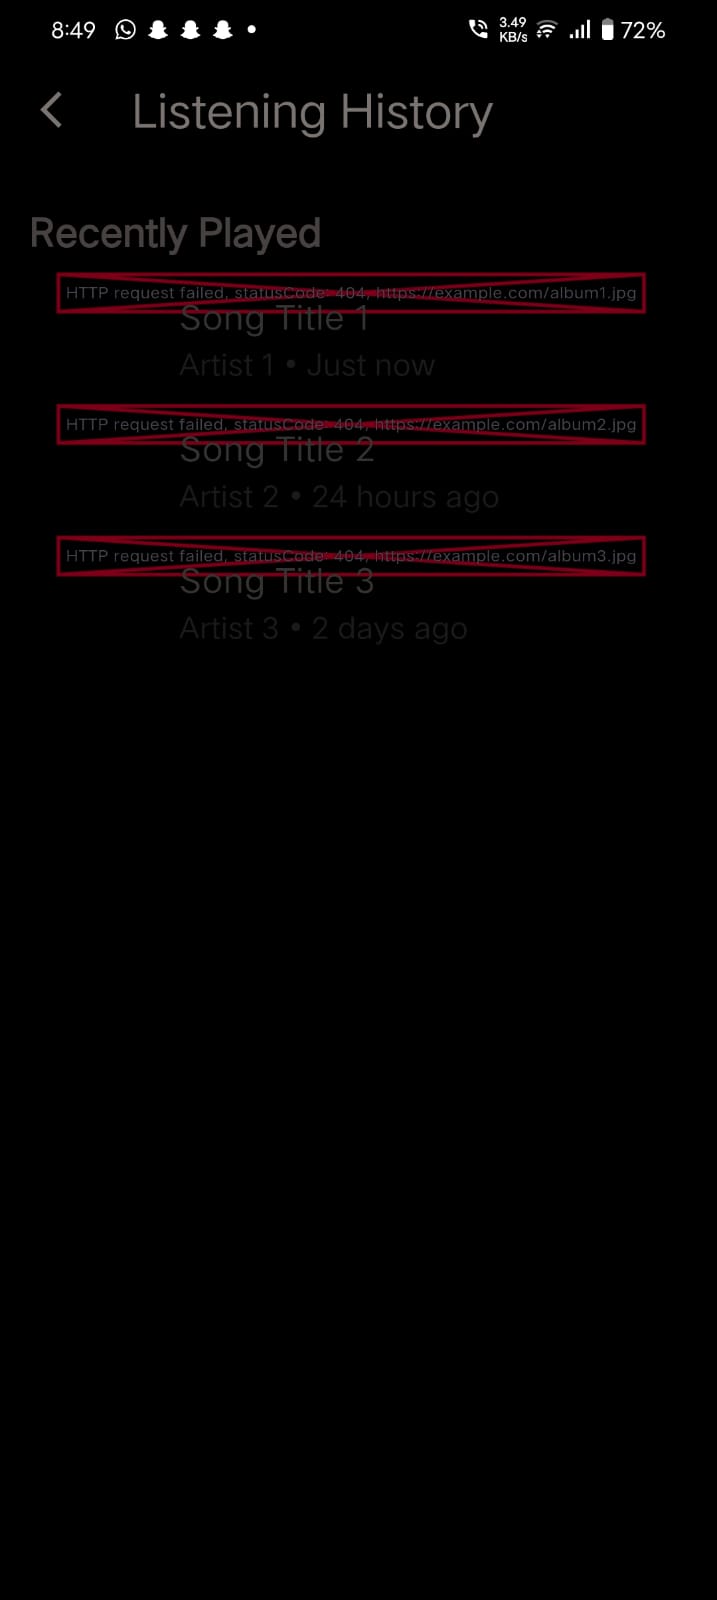 8:49 3.49 KB/s 72%
Listening History
Recently Played
HTTP request failed, statusCode: 404, https://example.com/album1.jpg
Song Title 1
Artist 1 • Just now
HTTP request failed, statusCode: 404, https://example.com/album2.jpg
Song Title 2
Artist 2 • 24 hours ago
HTTP request failed, statusCode: 404, https://example.com/album3.jpg
Song Title 3
Artist 3 • 2 days ago